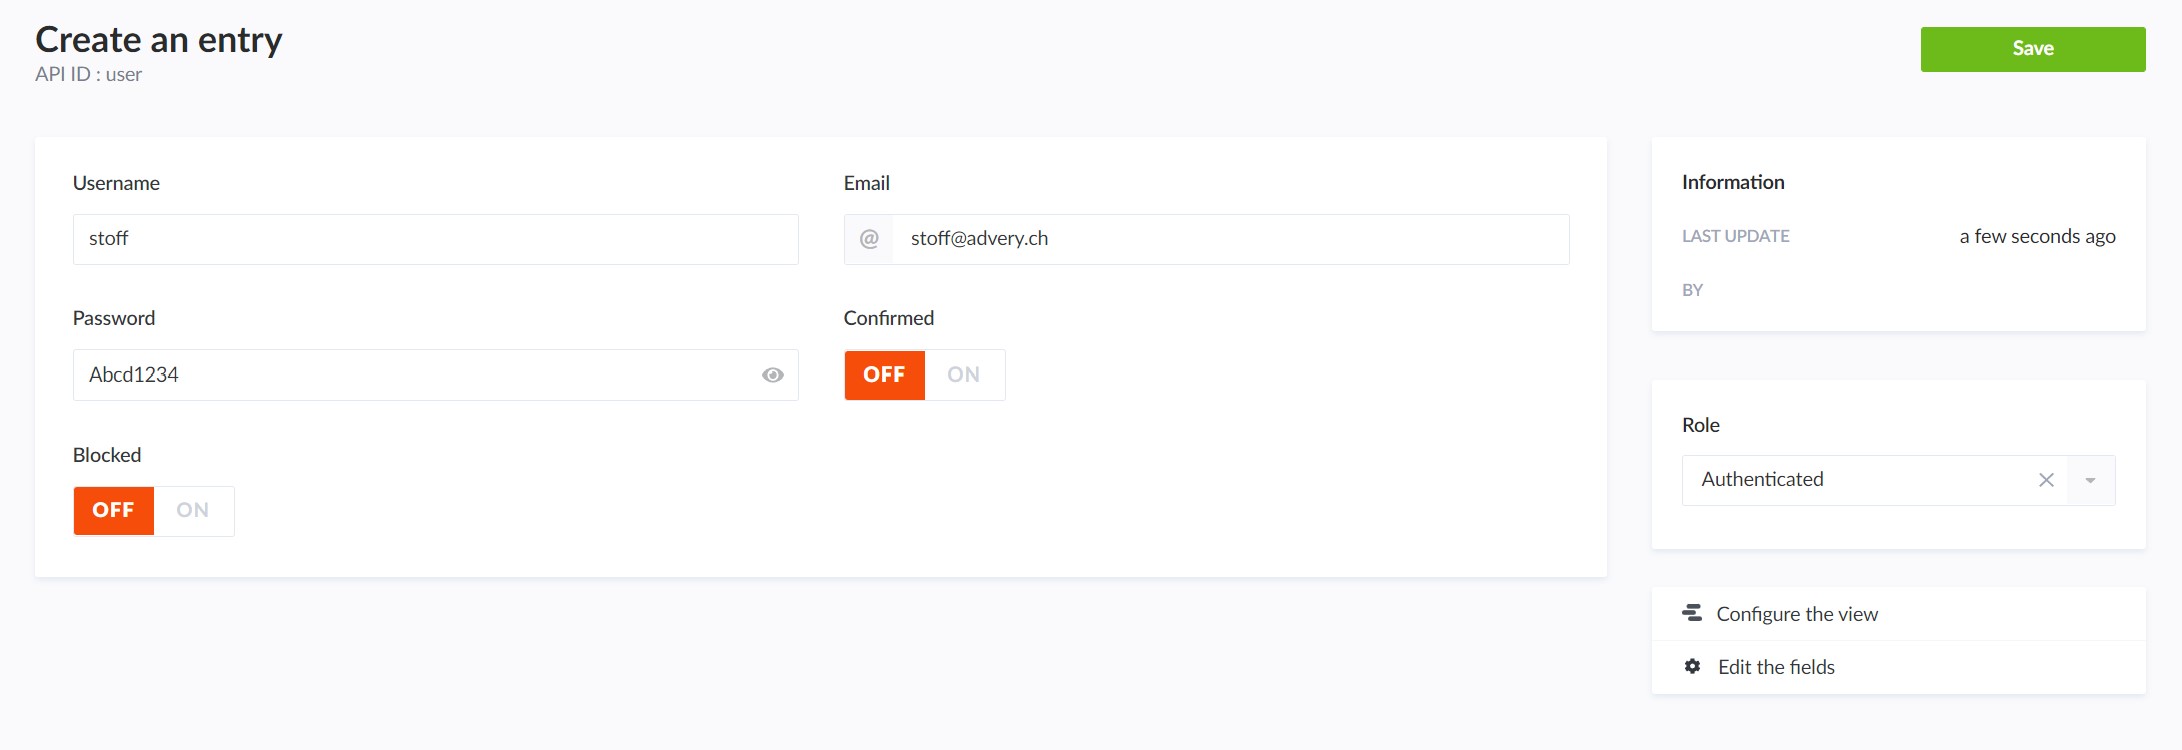 Create an entry
API ID : user
Save
Username
stoff
Email
@ stoff@advery.ch
Password
Abcd1234
Confirmed
OFF ON
Blocked
OFF ON
Information
LAST UPDATE a few seconds ago
BY
Role
Authenticated
Configure the view
Edit the fields